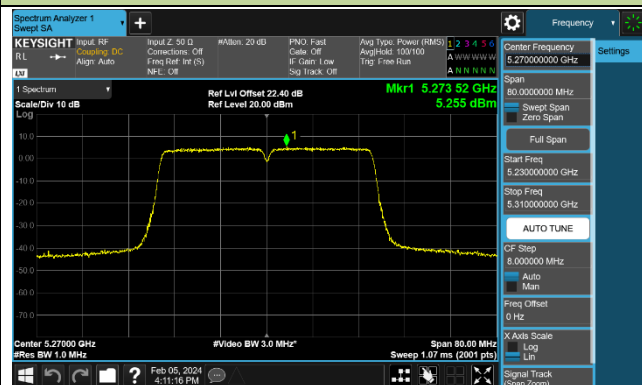 Spectrum Analyzer 1
Swept SA
Frequency
KEYSIGHT
Input: RF
Coupling: DC
Align: Auto
Input Z: 50 Ω
Corrections: Off
Freq Ref: Int (S)
NFE: Off
#Atten: 20 dB
PNO: Fast
Gate: Off
IF Gain: Low
Sig Track: Off
Avg Type: Power (RMS)
Avg|Hold: 100/100
Trig: Free Run
1 2 3 4 5 6
A W W W W W
A N N N N N
RL
LXI
1 Spectrum
Scale/Div 10 dB
Log
Ref Lvl Offset 22.40 dB
Ref Level 20.00 dBm
Mkr1 5.273 52 GHz
5.255 dBm
1
10.0
0.00
-10.0
-20.0
-30.0
-40.0
-50.0
-60.0
-70.0
Center 5.27000 GHz
#Res BW 1.0 MHz
#Video BW 3.0 MHz*
Span 80.00 MHz
Sweep 1.07 ms (2001 pts)
Feb 05, 2024
4:11:16 PM
Center Frequency
5.270000000 GHz
Settings
Span
80.0000000 MHz
Swept Span
Zero Span
Full Span
Start Freq
5.230000000 GHz
Stop Freq
5.310000000 GHz
AUTO TUNE
CF Step
8.000000 MHz
Auto
Man
Freq Offset
0 Hz
X Axis Scale
Log
Lin
Signal Track
(Span Zoom)